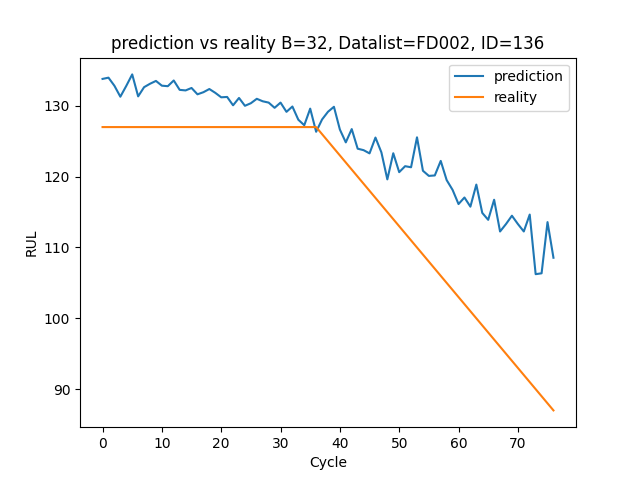 prediction vs reality B=32, Datalist=FD002, ID=136
prediction
reality
130
120
110
100
90
RUL
0 10 20 30 40 50 60 70
Cycle